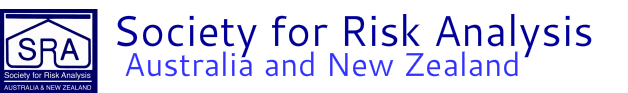 SRA
Society for Risk Analysis
AUSTRALIA & NEW ZEALAND
Society for Risk Analysis
Australia and New Zealand